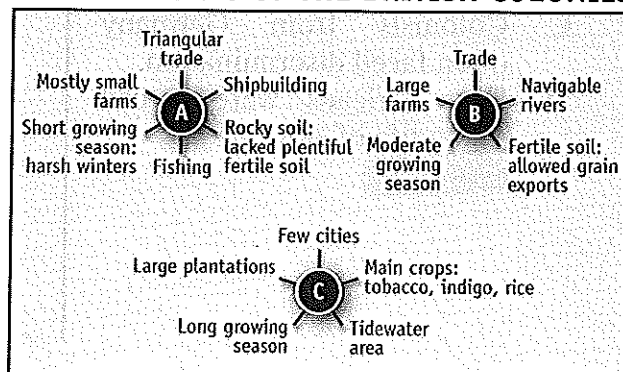 Triangular
trade
Mostly small
farms
Shipbuilding
A
Short growing
season:
harsh winters
Fishing
Rocky soil:
lacked plentiful
fertile soil
Trade
Large
farms
Navigable
rivers
B
Moderate
growing
season
Fertile soil:
allowed grain
exports
Few cities
Large plantations
Main crops:
tobacco, indigo, rice
C
Long growing
season
Tidewater
area